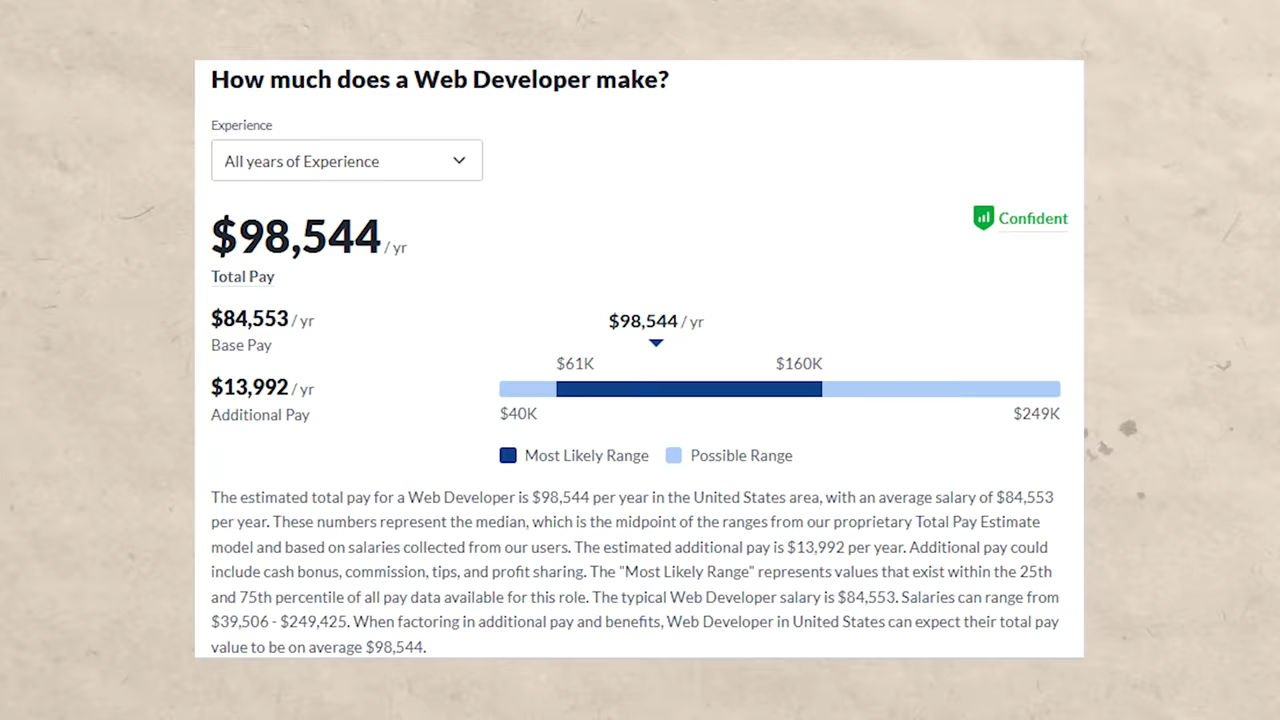 How much does a Web Developer make?
Experience
All years of Experience
$98,544 / yr
Confident
Total Pay
$84,553 / yr
Base Pay
$13,992 / yr
Additional Pay
$98,544 / yr
$61K
$160K
$40K
$249K
Most Likely Range
Possible Range
The estimated total pay for a Web Developer is $98,544 per year in the United States area, with an average salary of $84,553
per year. These numbers represent the median, which is the midpoint of the ranges from our proprietary Total Pay Estimate
model and based on salaries collected from our users. The estimated additional pay is $13,992 per year. Additional pay could
include cash bonus, commission, tips, and profit sharing. The "Most Likely Range" represents values that exist within the 25th
and 75th percentile of all pay data available for this role. The typical Web Developer salary is $84,553. Salaries can range from
$39,506 - $249,425. When factoring in additional pay and benefits, Web Developer in United States can expect their total pay
value to be on average $98,544.